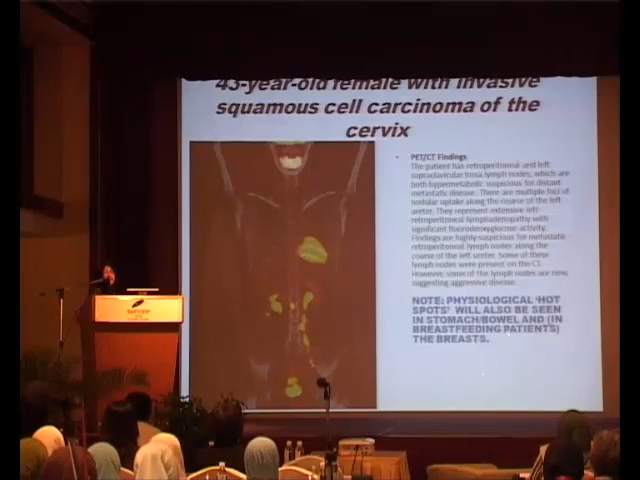 43-year-old female with invasive
squamous cell carcinoma of the
cervix
• PET/CT Findings
The patient has retroperitoneal and left
supraclavicular fossa lymph nodes, which are
both hypermetabolic suspicious for distant
metastatic disease. There are multiple foci of
nodular uptake along the course of the left
ureter. They represent extensive left
retroperitoneal lymphadenopathy with
significant fluorodeoxyglucose activity.
Findings are highly suspicious for metastatic
retroperitoneal lymph nodes along the
course of the left ureter. Some of these
lymph nodes were present on the CT.
However, some of the lymph nodes are new,
suggesting aggressive disease.
NOTE: PHYSIOLOGICAL 'HOT
SPOTS' WILL ALSO BE SEEN
IN STOMACH/BOWEL AND (IN
BREASTFEEDING PATIENTS)
THE BREASTS.